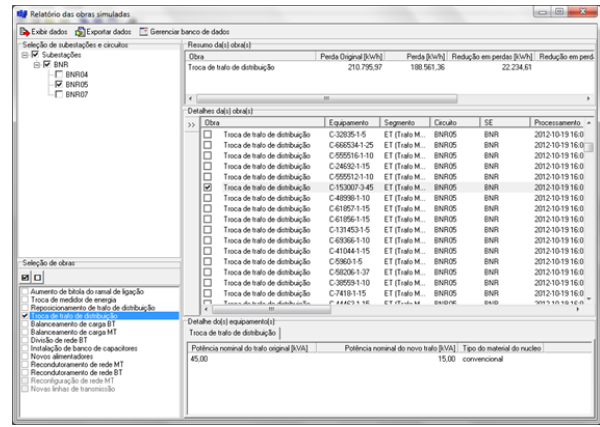 Relatório das obras simuladas
Exibir dados Exportar dados Gerenciar banco de dados
Seleção de subestações e circuitos
Subestações
BNR
BNR04
BNR05
BNR07
Resumo da(s) obra(s)
Obra Perda Original [kWh] Perda [kWh] Redução em perdas [kWh] Redução em perd
Troca de trafo de distribuição 210.795,97 188.561,36 22.234,61
Detalhes da(s) obra(s)
>> Obra Equipamento Segmento Circuito SE Processamento
Troca de trafo de distribuição C-32835-1-5 ET (Trafo M... BNR05 BNR 2012-10-19 16:0
Troca de trafo de distribuição C-666534-1-25 ET (Trafo M... BNR05 BNR 2012-10-19 16:0
Troca de trafo de distribuição C-555516-1-10 ET (Trafo M... BNR05 BNR 2012-10-19 16:0
Troca de trafo de distribuição C-24692-1-15 ET (Trafo M... BNR05 BNR 2012-10-19 16:0
Troca de trafo de distribuição C-555512-1-10 ET (Trafo M... BNR05 BNR 2012-10-19 16:0
Troca de trafo de distribuição C-153007-3-45 ET (Trafo M... BNR05 BNR 2012-10-19 16:0
Troca de trafo de distribuição C-48998-1-10 ET (Trafo M... BNR05 BNR 2012-10-19 16:0
Troca de trafo de distribuição C-61857-1-15 ET (Trafo M... BNR05 BNR 2012-10-19 16:0
Troca de trafo de distribuição C-61856-1-15 ET (Trafo M... BNR05 BNR 2012-10-19 16:0
Troca de trafo de distribuição C-131453-1-5 ET (Trafo M... BNR05 BNR 2012-10-19 16:0
Troca de trafo de distribuição C-69366-1-10 ET (Trafo M... BNR05 BNR 2012-10-19 16:0
Troca de trafo de distribuição C-41044-1-15 ET (Trafo M... BNR05 BNR 2012-10-19 16:0
Troca de trafo de distribuição C-5960-1-5 ET (Trafo M... BNR05 BNR 2012-10-19 16:0
Troca de trafo de distribuição C-58206-1-37 ET (Trafo M... BNR05 BNR 2012-10-19 16:0
Troca de trafo de distribuição C-38559-1-10 ET (Trafo M... BNR05 BNR 2012-10-19 16:0
Troca de trafo de distribuição C-7418-1-15 ET (Trafo M... BNR05 BNR 2012-10-19 16:0
Seleção de obras
Aumento de bitola do ramal de ligação
Troca de medidor de energia
Reposicionamento de trafo de distribuição
Troca de trafo de distribuição
Balanceamento de carga BT
Balanceamento de carga MT
Divisão de rede BT
Instalação de banco de capacitores
Novos alimentadores
Recondutoramento de rede MT
Recondutoramento de rede BT
Reconfiguração de rede MT
Novas linhas de transmissão
Detalhe do(s) equipamento(s)
Troca de trafo de distribuição
Potência nominal do trafo original [kVA] Potência nominal do novo trafo [kVA] Tipo do material do nucleo
45,00 15,00 convencional